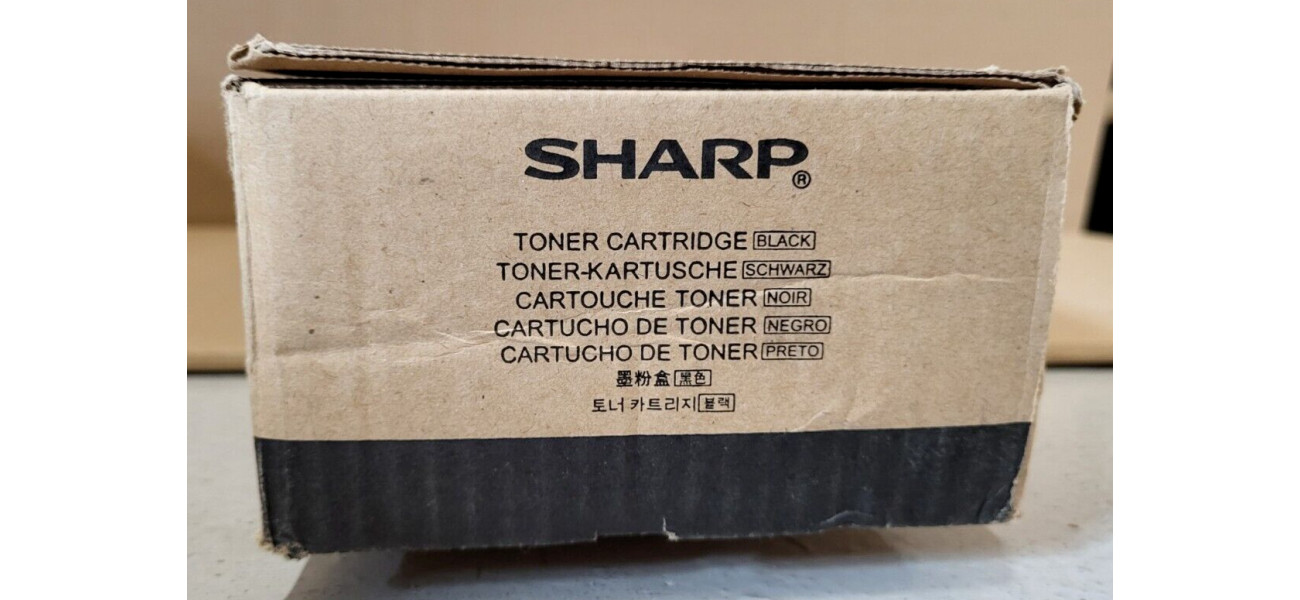 SHARP®
TONER CARTRIDGE BLACK
TONER-KARTUSCHE SCHWARZ
CARTOUCHE TONER NOIR
CARTUCHO DE TONER NEGRO
CARTUCHO DE TONER PRETO
墨粉盒 黑色
토너 카트리지 블랙